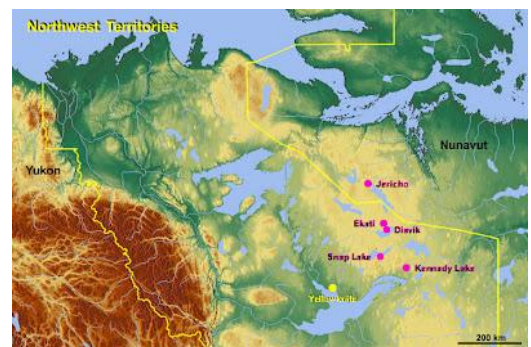 Northwest Territories
Nunavut
Yukon
Jericho
Ekati
Diavik
Snap Lake
Kennady Lake
Yellowknife
200 km